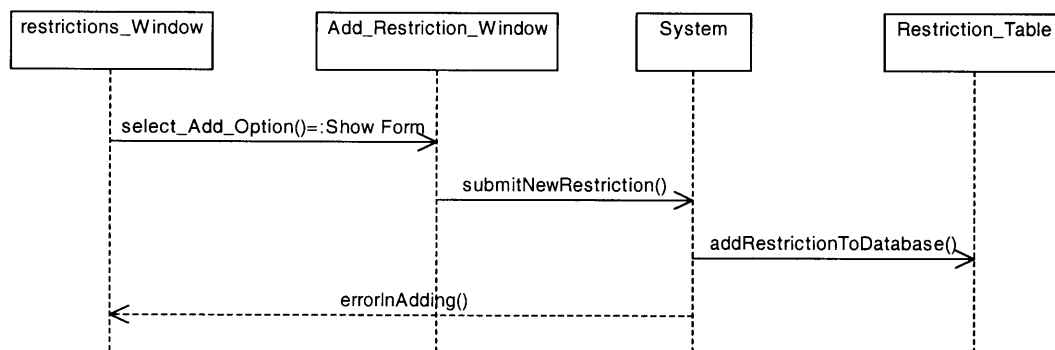 restrictions_Window
Add_Restriction_Window
System
Restriction_Table
select_Add_Option()=:Show Form
submitNewRestriction()
addRestrictionToDatabase()
errorInAdding()